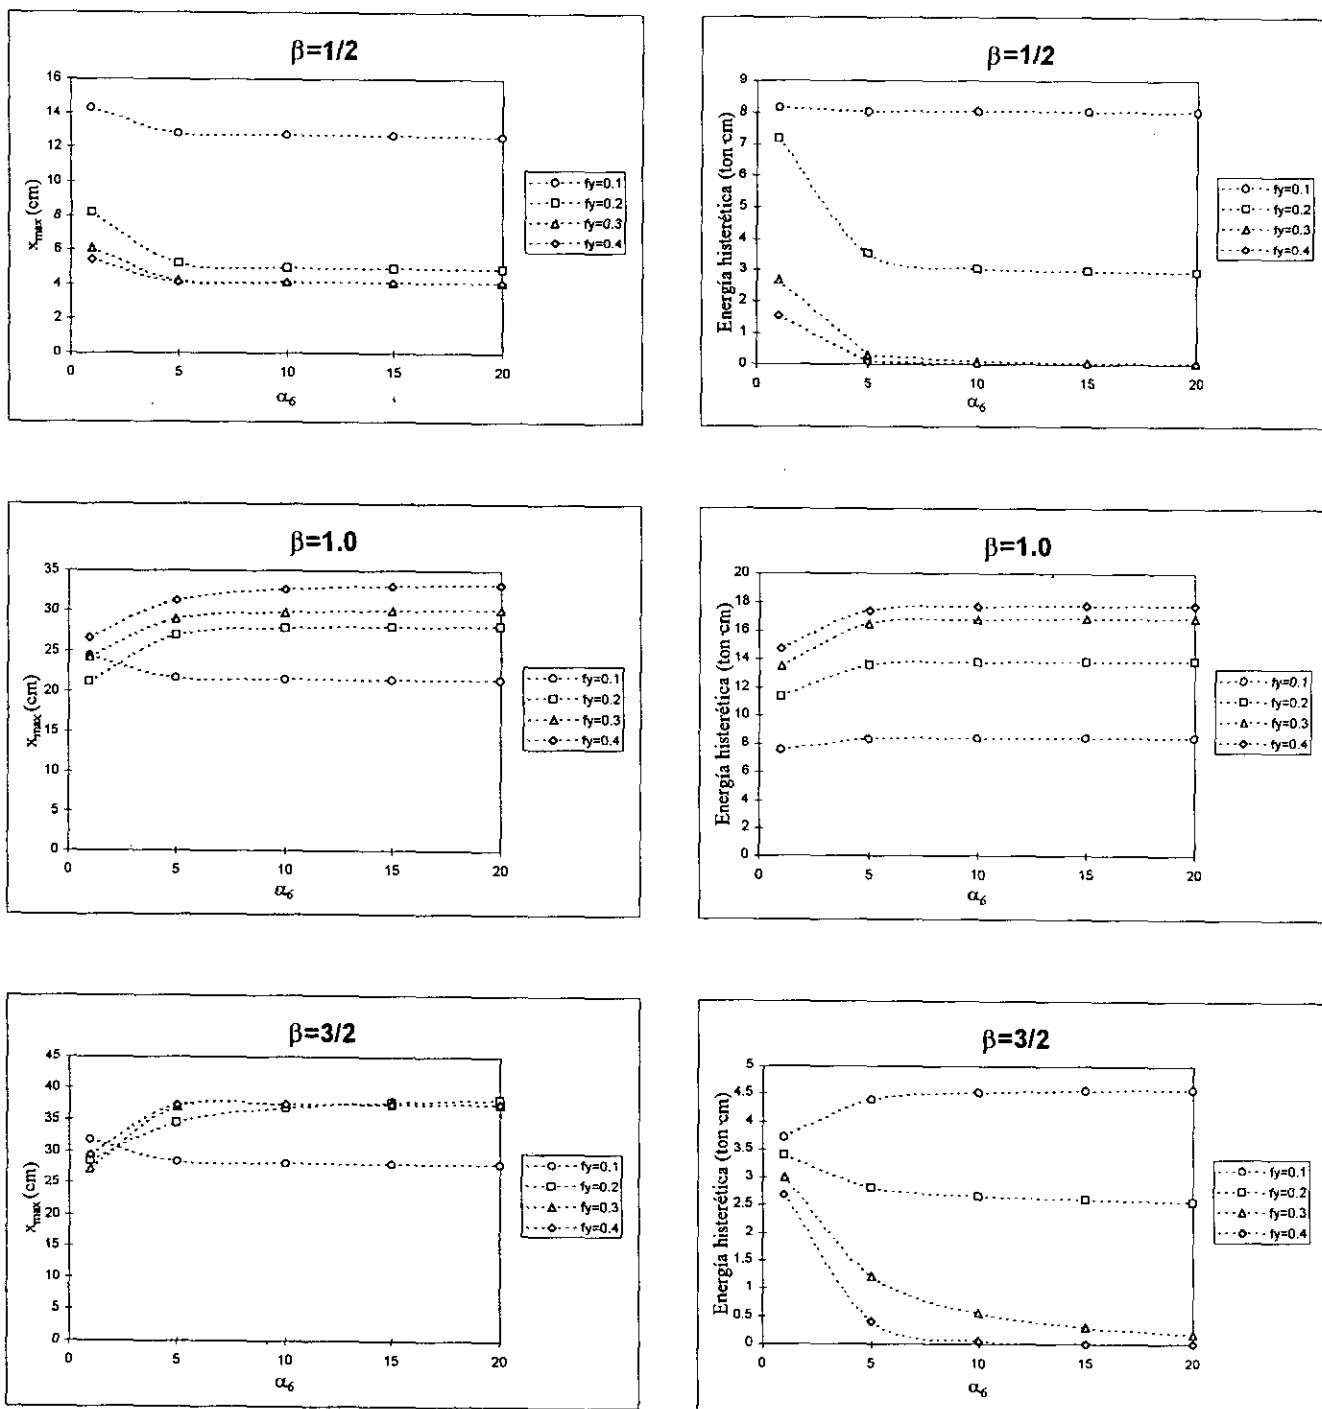 β=1/2
16
14
12
10
8
6
4
2
0
x_max (cm)
0 5 10 15 20
α_6
fy=0.1
fy=0.2
fy=0.3
fy=0.4
β=1/2
9
8
7
6
5
4
3
2
1
0
Energía histerética (ton·cm)
0 5 10 15 20
α_6
fy=0.1
fy=0.2
fy=0.3
fy=0.4
β=1.0
35
30
25
20
15
10
5
0
x_max (cm)
0 5 10 15 20
α_6
fy=0.1
fy=0.2
fy=0.3
fy=0.4
β=1.0
20
18
16
14
12
10
8
6
4
2
0
Energía histerética (ton·cm)
0 5 10 15 20
α_6
fy=0.1
fy=0.2
fy=0.3
fy=0.4
β=3/2
45
40
35
30
25
20
15
10
5
0
x_max (cm)
0 5 10 15 20
α_6
fy=0.1
fy=0.2
fy=0.3
fy=0.4
β=3/2
5
4.5
4
3.5
3
2.5
2
1.5
1
0.5
0
Energía histerética (ton·cm)
0 5 10 15 20
α_6
fy=0.1
fy=0.2
fy=0.3
fy=0.4